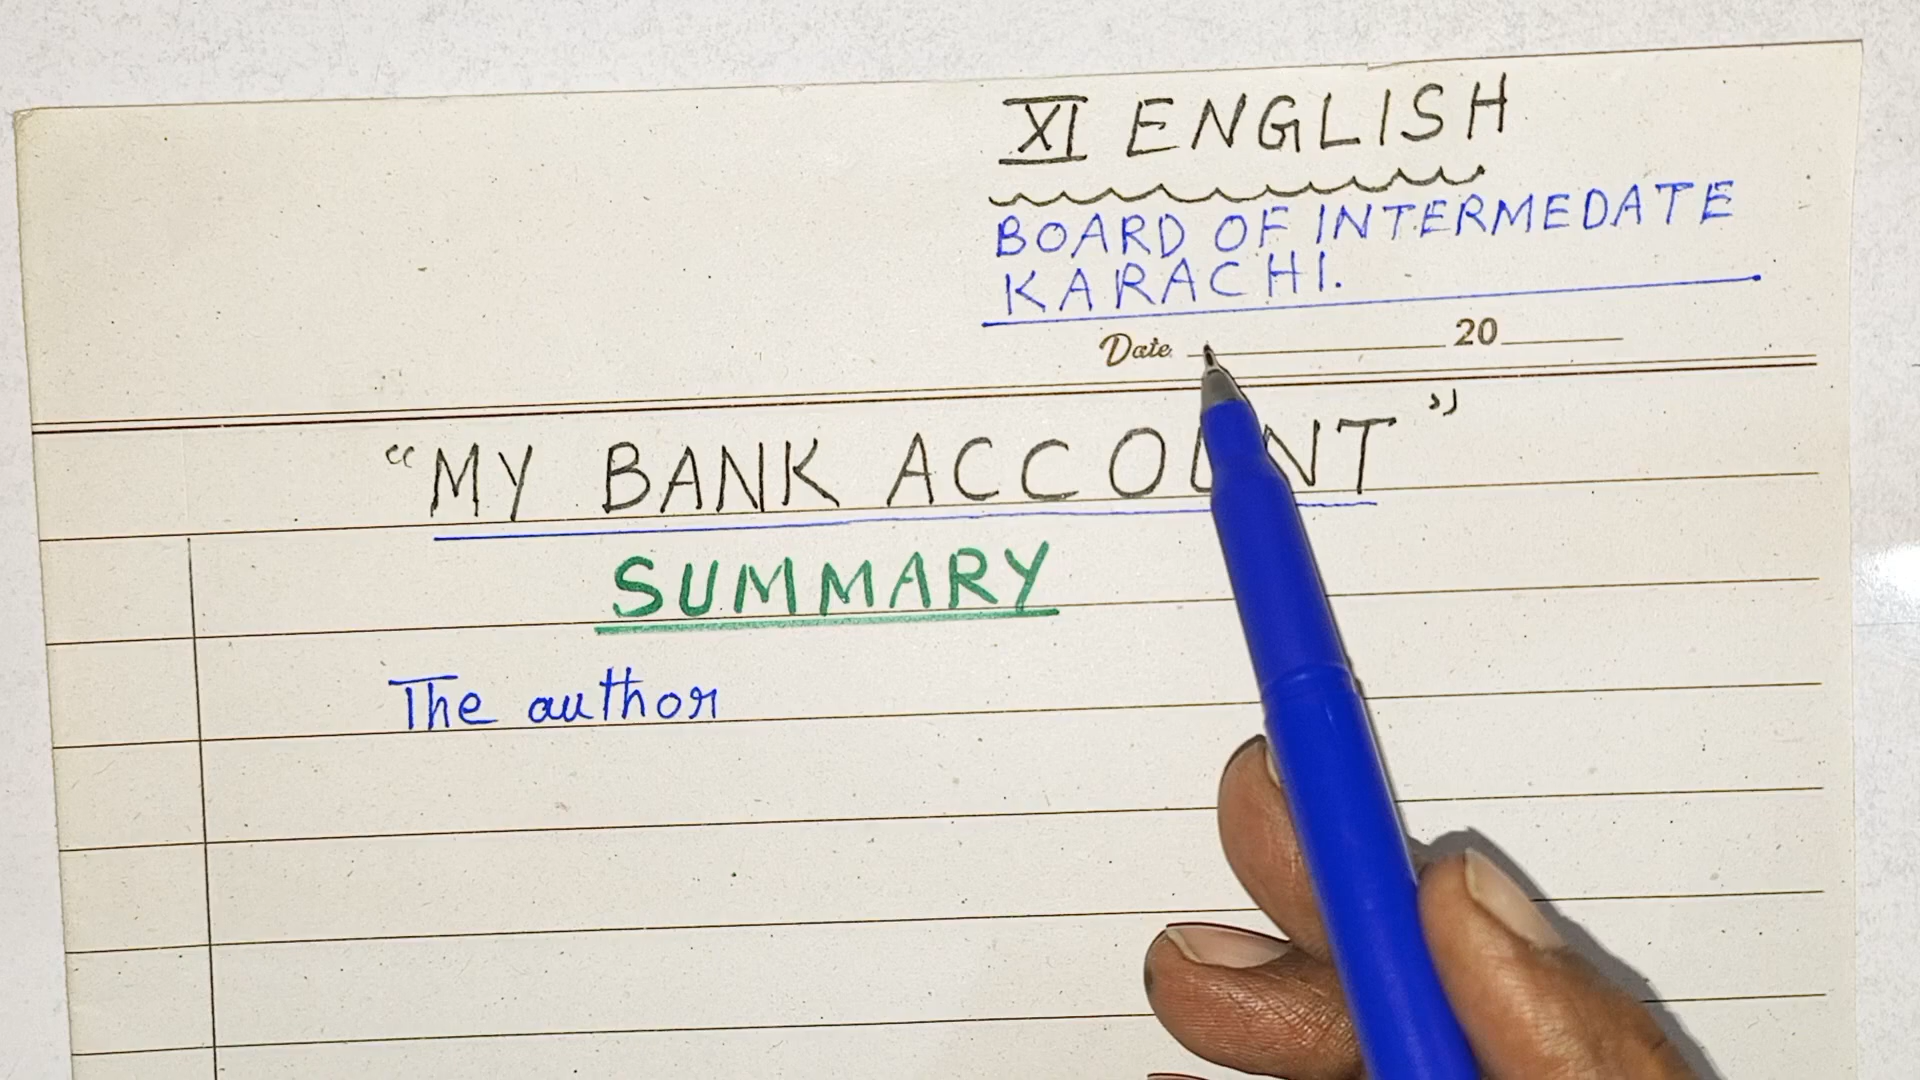 XI ENGLISH
BOARD OF INTERMEDATE
KARACHI.
Date 20
"MY BANK ACCOUNT"
SUMMARY
The author